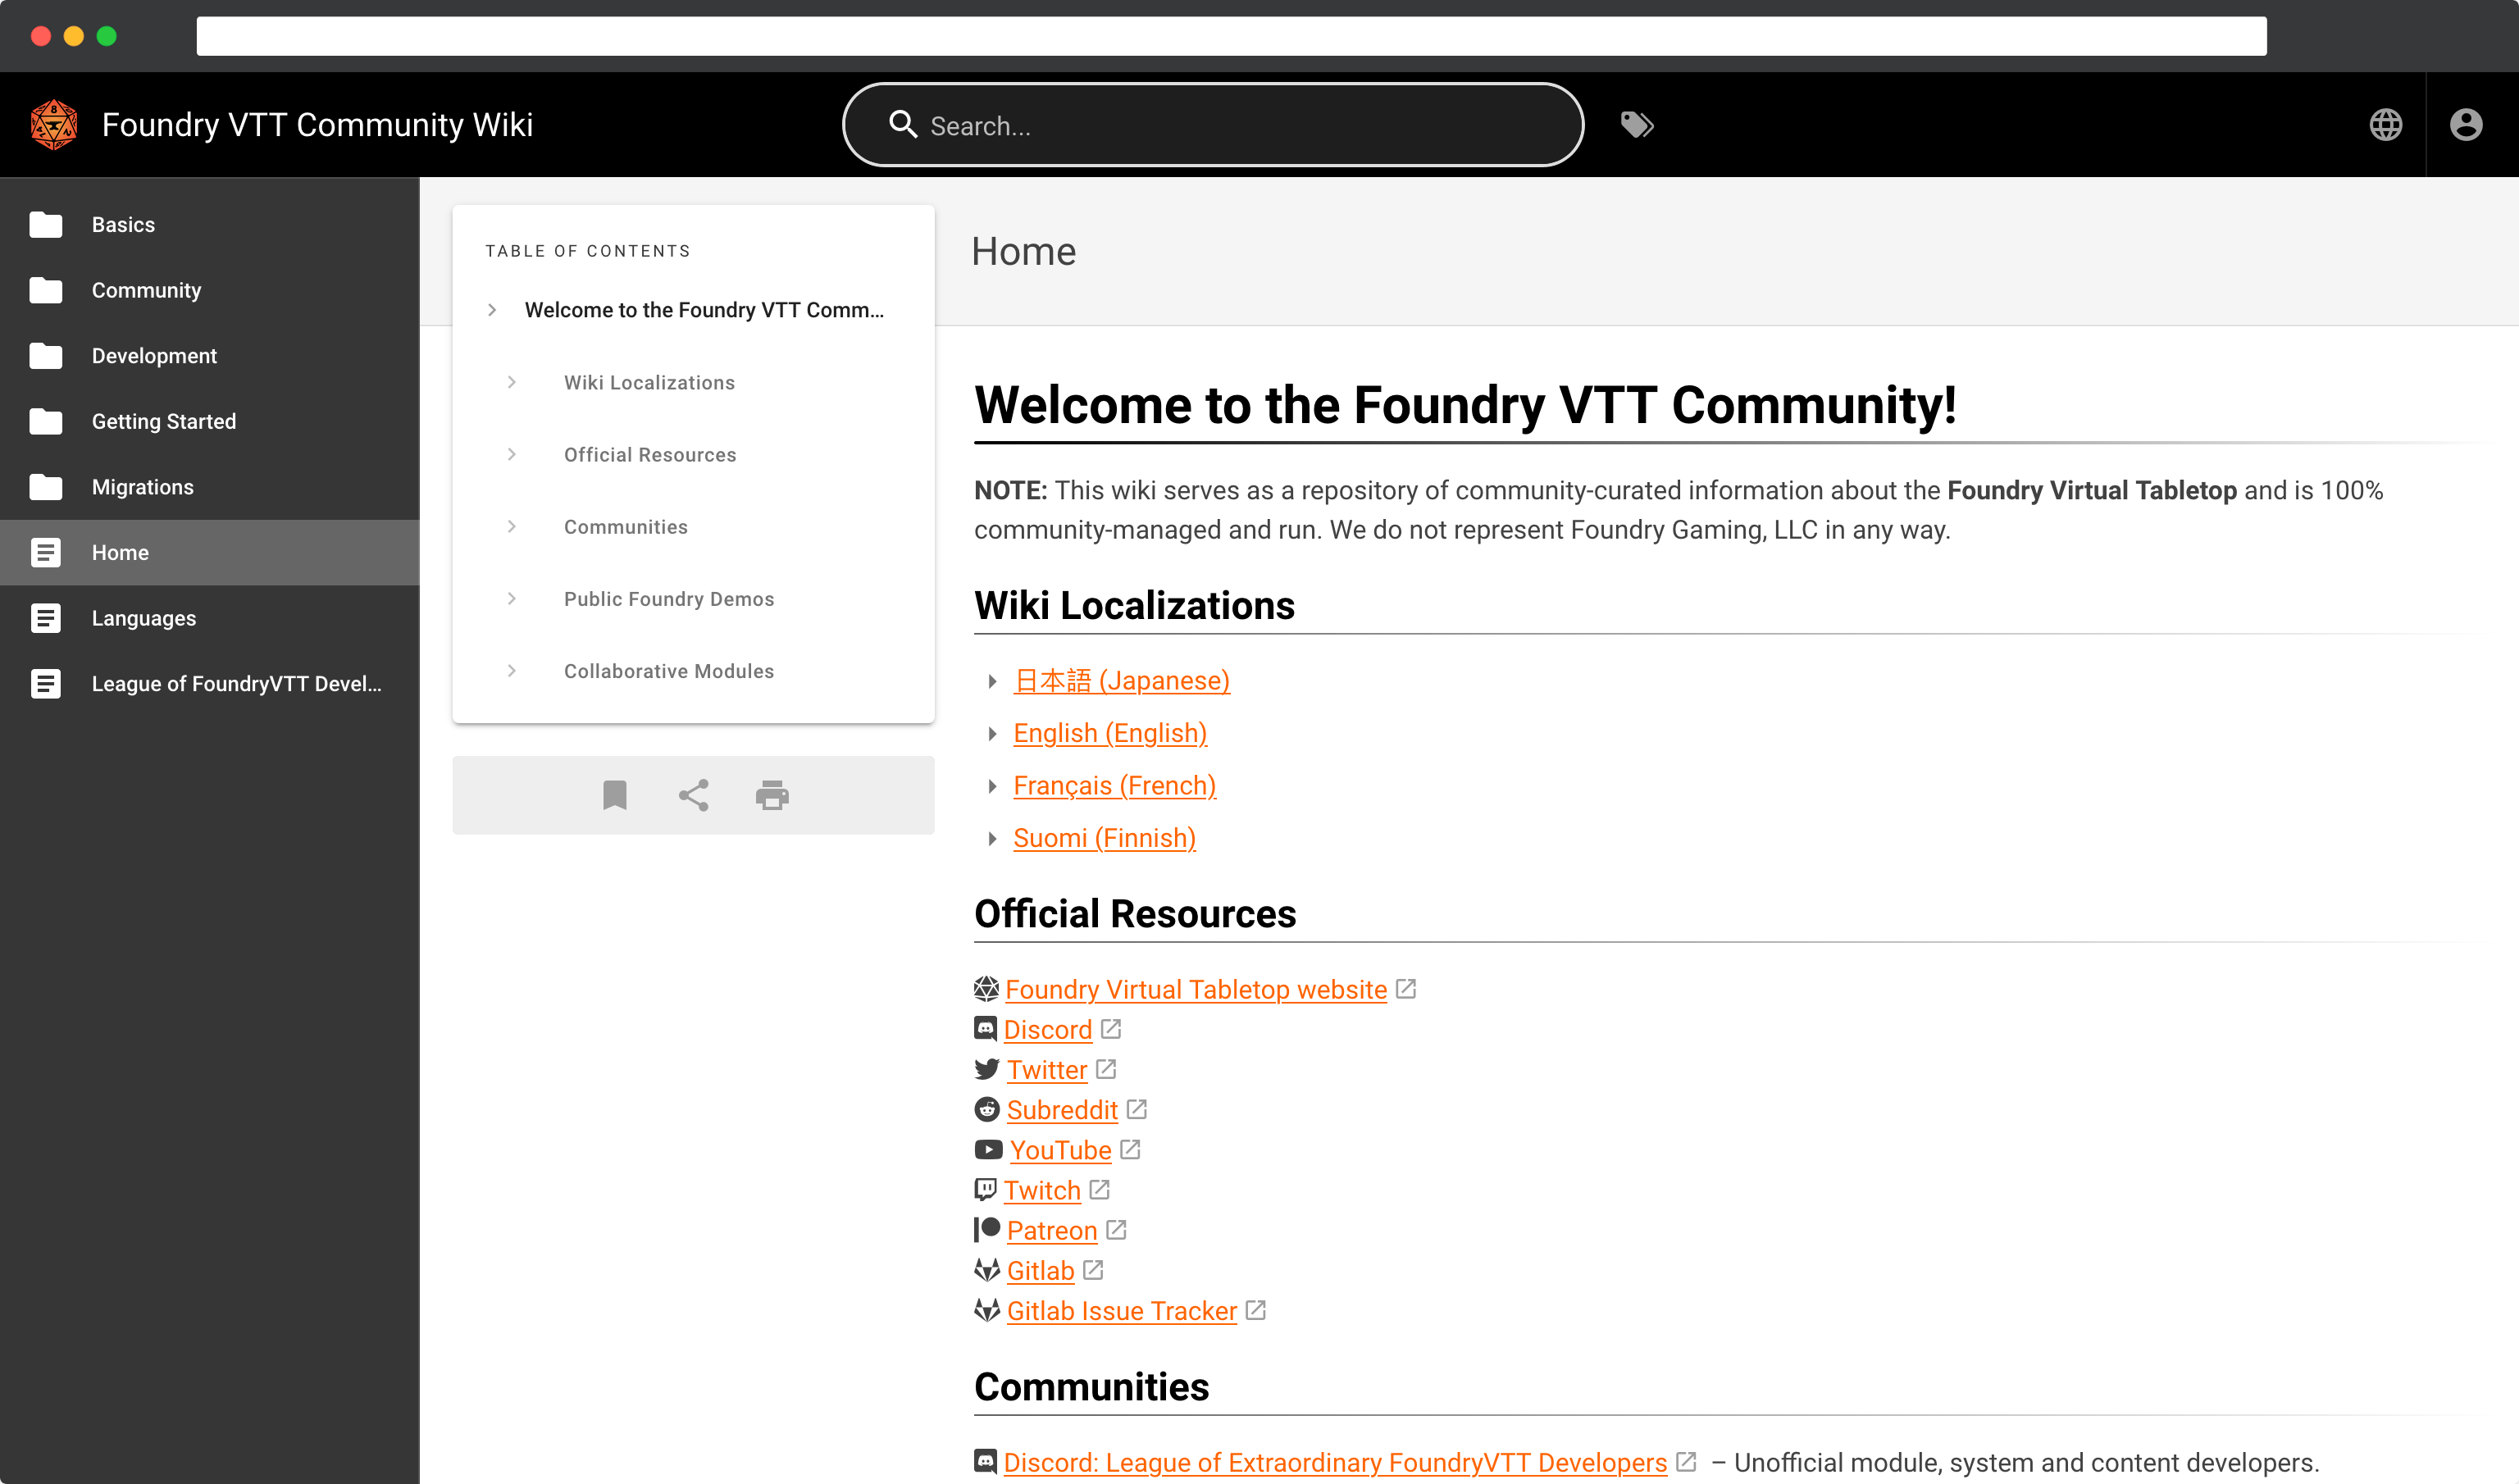 Foundry VTT Community Wiki
Search...
Basics
Community
Development
Getting Started
Migrations
Home
Languages
League of FoundryVTT Devel...
TABLE OF CONTENTS
Welcome to the Foundry VTT Comm...
Wiki Localizations
Official Resources
Communities
Public Foundry Demos
Collaborative Modules
Home
Welcome to the Foundry VTT Community!
NOTE: This wiki serves as a repository of community-curated information about the Foundry Virtual Tabletop and is 100%
community-managed and run. We do not represent Foundry Gaming, LLC in any way.
Wiki Localizations
日本語 (Japanese)
English (English)
Français (French)
Suomi (Finnish)
Official Resources
Foundry Virtual Tabletop website
Discord
Twitter
Subreddit
YouTube
Twitch
Patreon
Gitlab
Gitlab Issue Tracker
Communities
Discord: League of Extraordinary FoundryVTT Developers – Unofficial module, system and content developers.